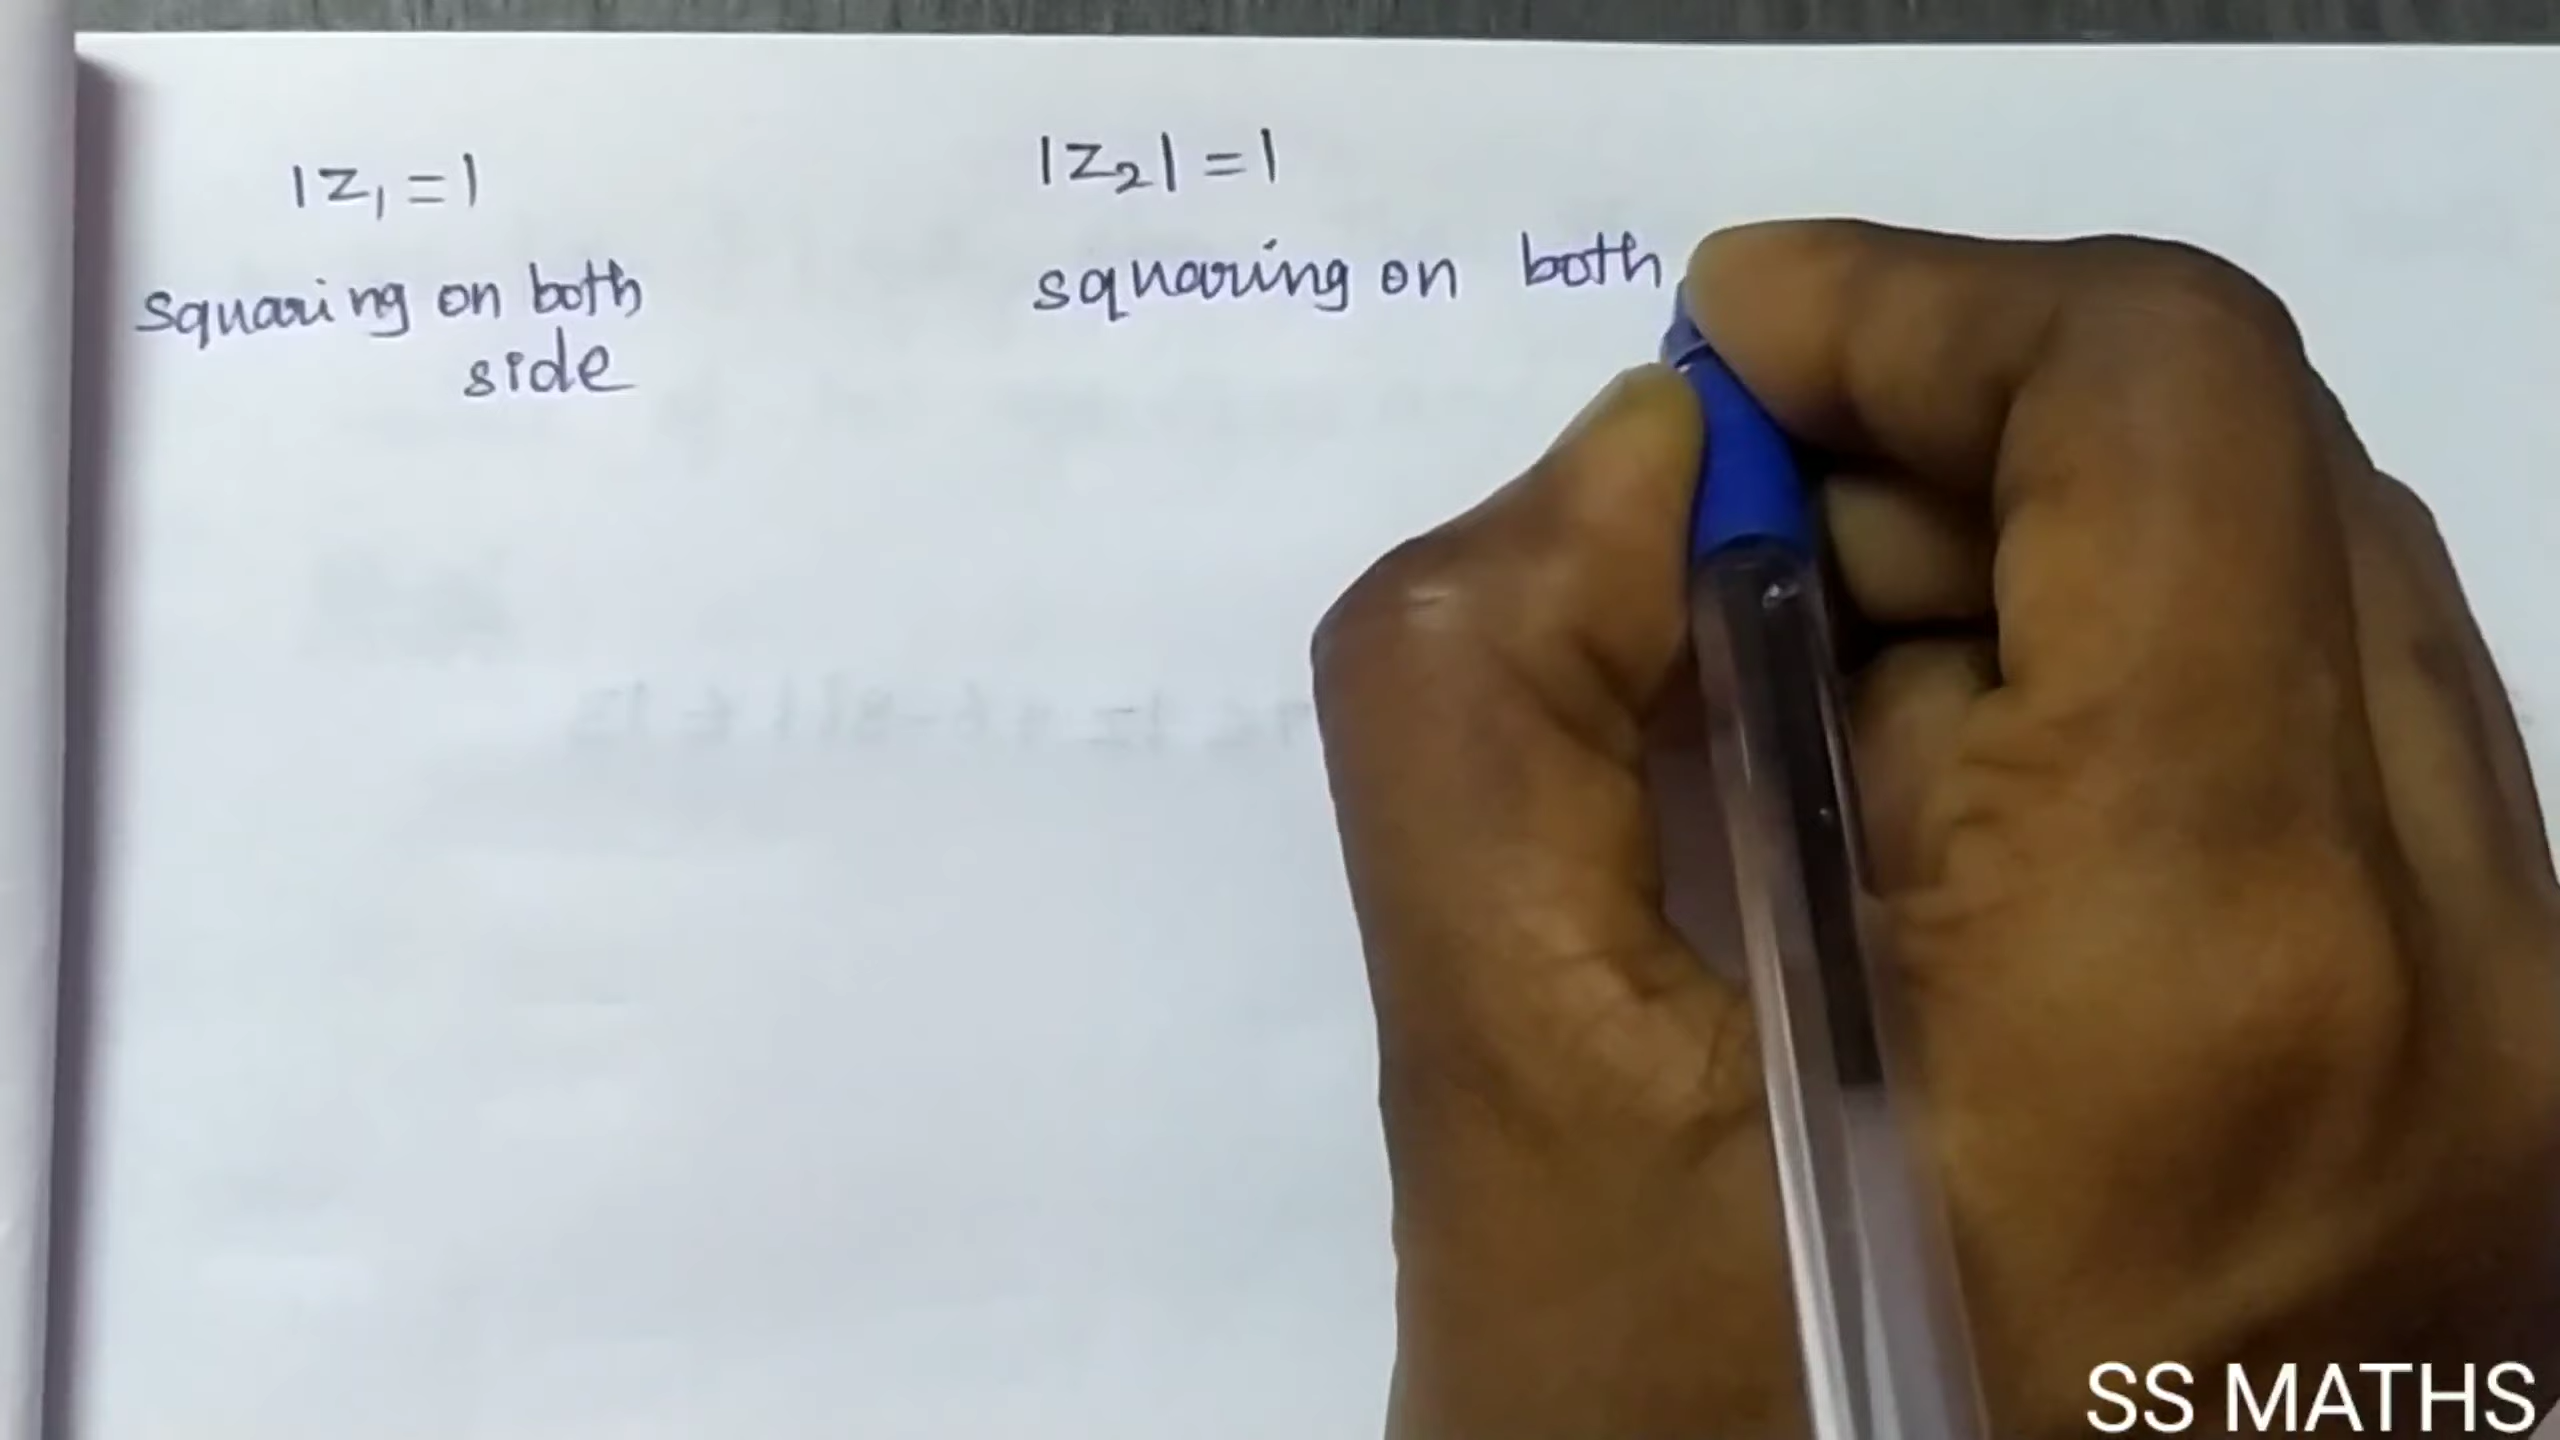 |z₁ = 1
squaring on both
side
|z₂| = 1
squaring on both
SS MATHS